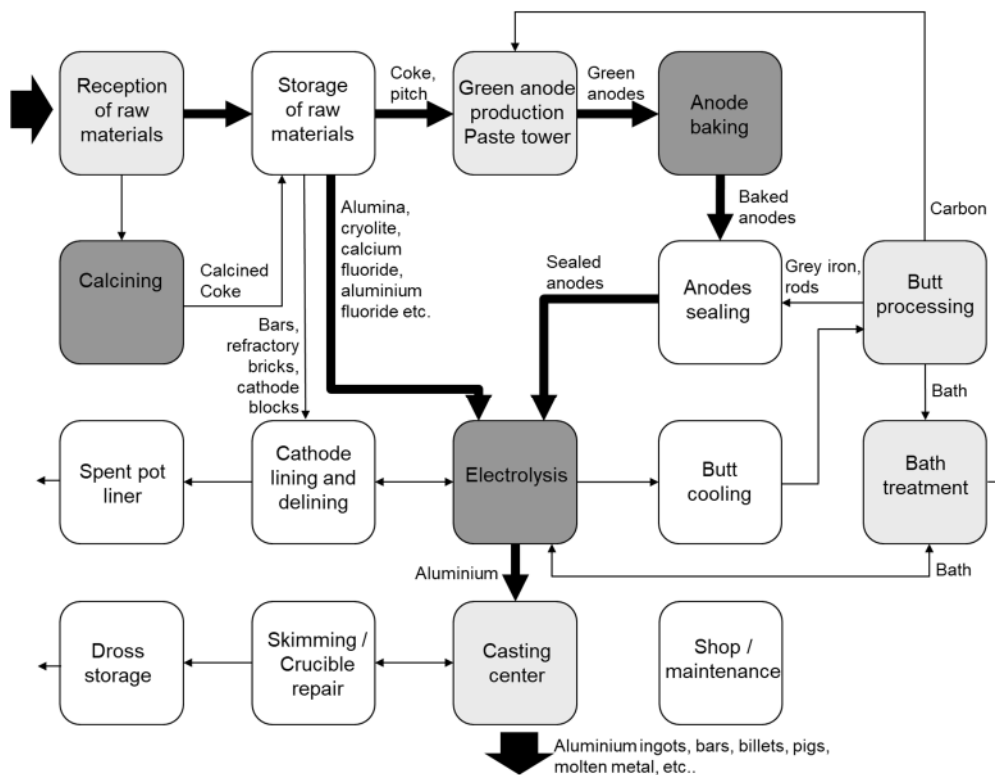 Reception
of raw
materials
Storage
of raw
materials
Coke,
pitch
Green anode
production
Paste tower
Green
anodes
Anode
baking
Alumina,
cryolite,
calcium
fluoride,
aluminium
fluoride etc.
Baked
anodes
Carbon
Calcining
Calcined
Coke
Sealed
anodes
Anodes
sealing
Grey iron,
rods
Butt
processing
Bars,
refractory
bricks,
cathode
blocks
Bath
Spent pot
liner
Cathode
lining and
delining
Electrolysis
Butt
cooling
Bath
treatment
Aluminium
Bath
Dross
storage
Skimming /
Crucible
repair
Casting
center
Shop /
maintenance
Aluminium ingots, bars, billets, pigs,
molten metal, etc..